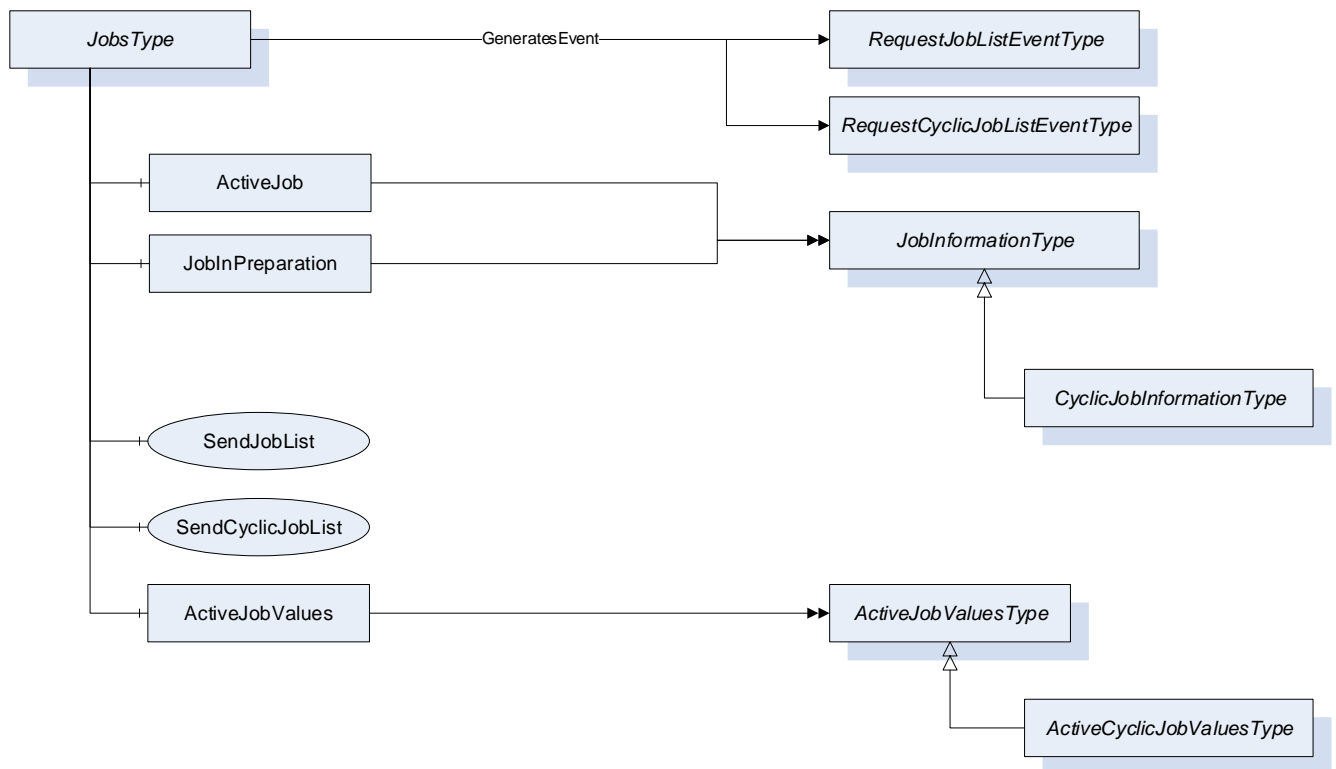 JobsType
GeneratesEvent
RequestJobListEventType
RequestCyclicJobListEventType
ActiveJob
JobInformationType
JobInPreparation
CyclicJobInformationType
SendJobList
SendCyclicJobList
ActiveJobValues
ActiveJobValuesType
ActiveCyclicJobValuesType